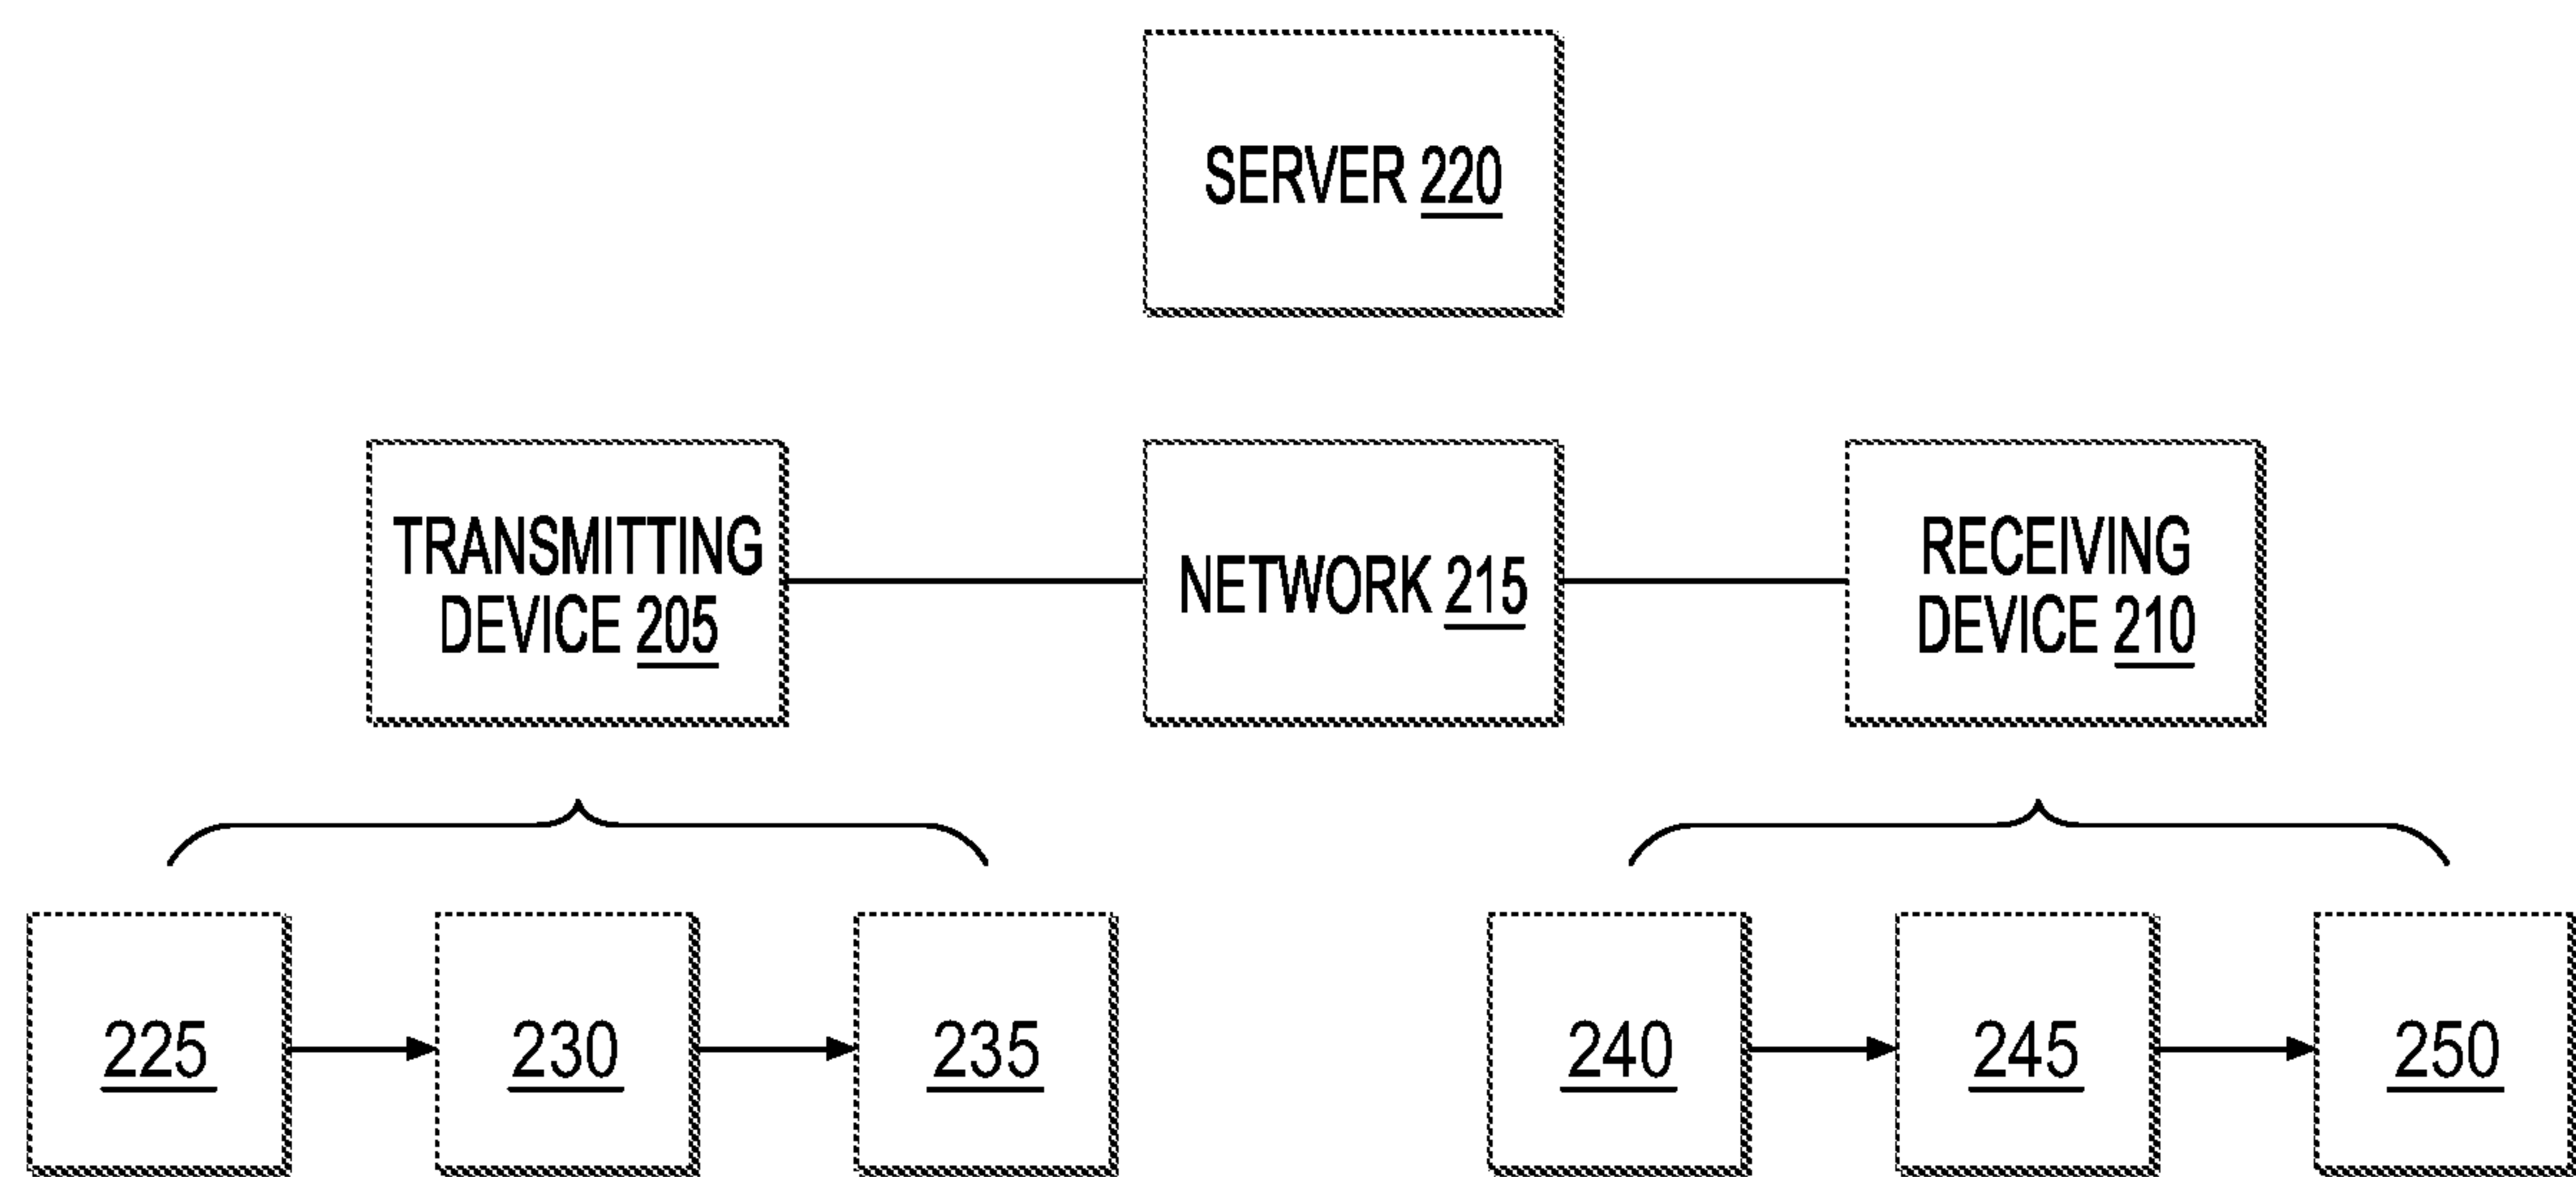 SERVER 220
TRANSMITTING
DEVICE 205
NETWORK 215
RECEIVING
DEVICE 210
225
230
235
240
245
250